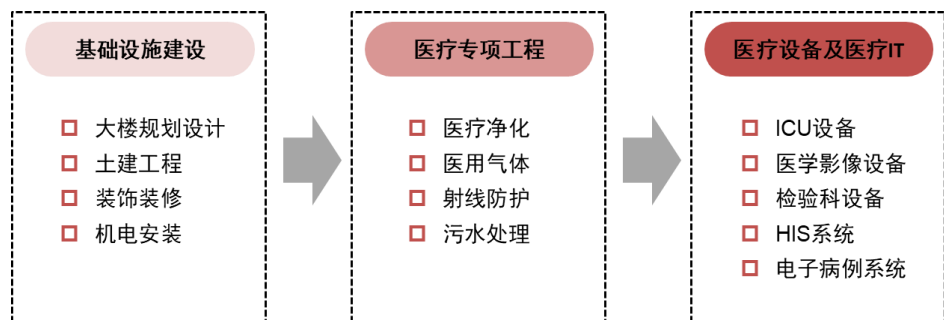 基础设施建设
大楼规划设计
土建工程
装饰装修
机电安装
医疗专项工程
医疗净化
医用气体
射线防护
污水处理
医疗设备及医疗IT
ICU设备
医学影像设备
检验科设备
HIS系统
电子病例系统